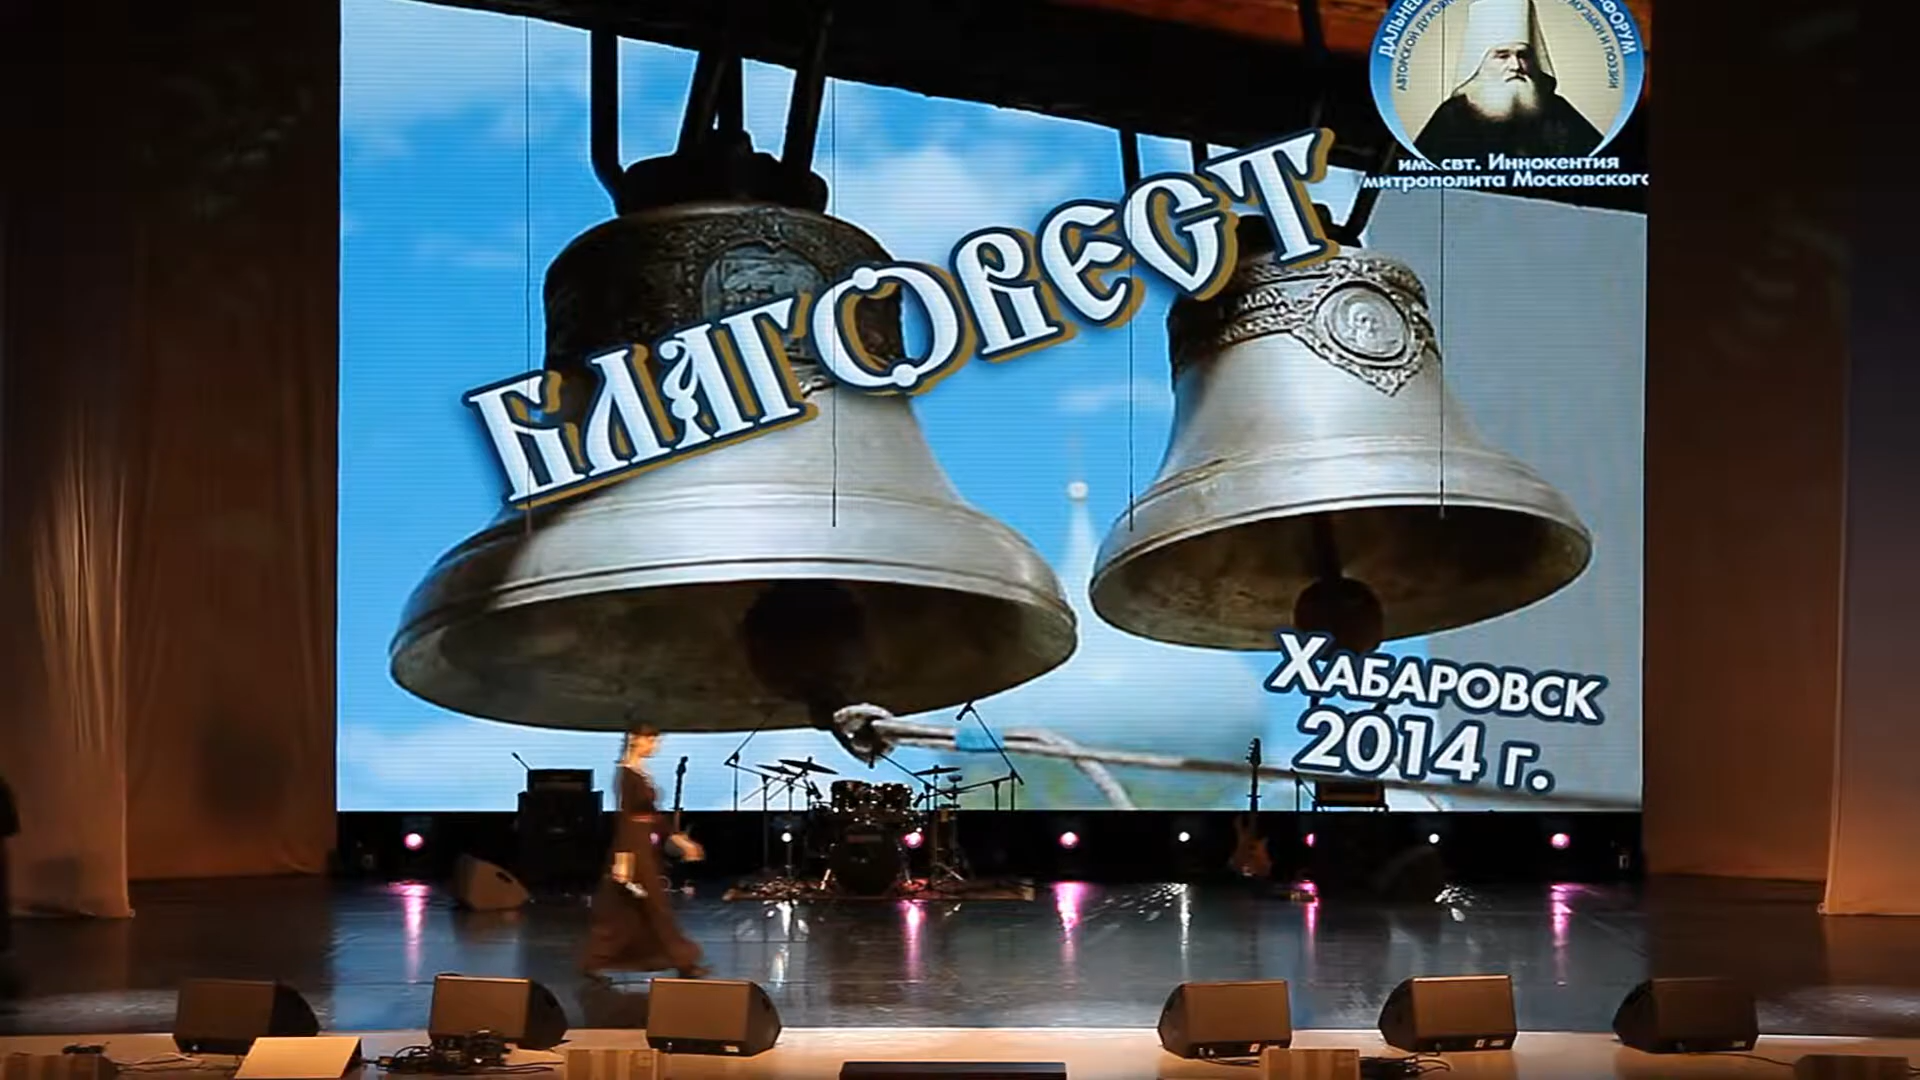 им. свт. Иннокентия
митрополита Московского
БЛАГОВЕСТ
ХАБАРОВСК
2014 г.